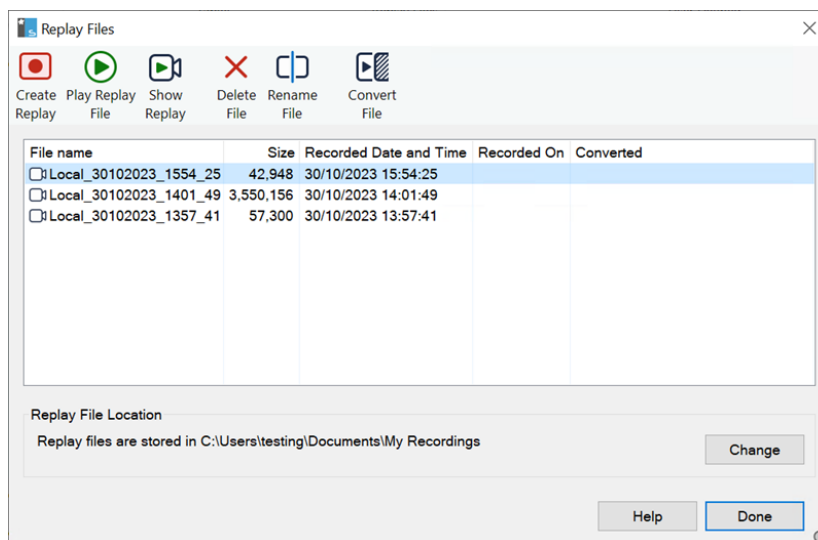 Replay Files
Create Replay
Play Replay File
Show Replay
Delete File
Rename File
Convert File
File name Size Recorded Date and Time Recorded On Converted
Local_30102023_1554_25 42,948 30/10/2023 15:54:25
Local_30102023_1401_49 3,550,156 30/10/2023 14:01:49
Local_30102023_1357_41 57,300 30/10/2023 13:57:41
Replay File Location
Replay files are stored in C:\Users\testing\Documents\My Recordings
Change
Help Done